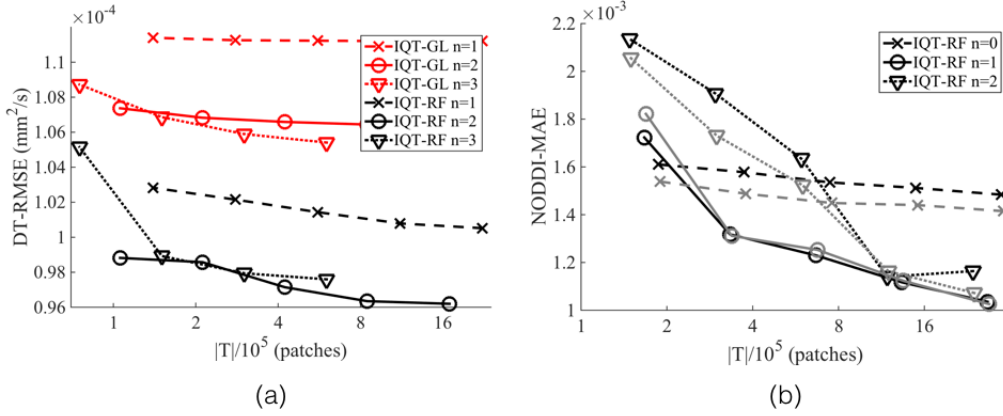 ×10⁻⁴
1.1
1.08
1.06
1.04
1.02
1
0.98
0.96
DT-RMSE (mm²/s)
IQT-GL n=1
IQT-GL n=2
IQT-GL n=3
IQT-RF n=1
IQT-RF n=2
IQT-RF n=3
1 2 4 8 16
|T|/10⁵ (patches)
(a)
×10⁻³
2.2
2
1.8
1.6
1.4
1.2
1
NODDI-MAE
IQT-RF n=0
IQT-RF n=1
IQT-RF n=2
1 2 4 8 16
|T|/10⁵ (patches)
(b)